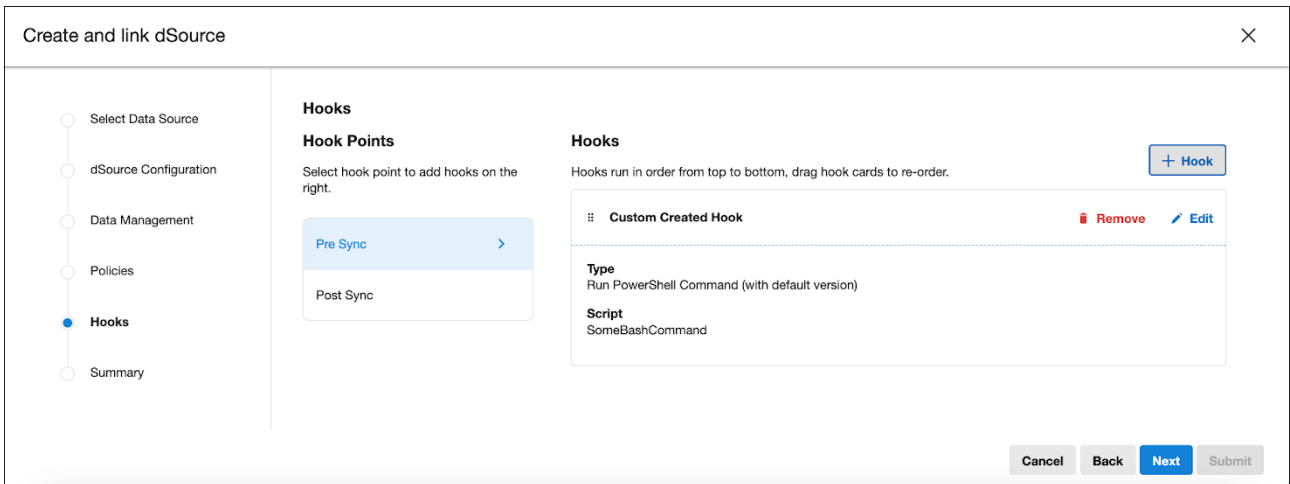 Create and link dSource
Select Data Source
dSource Configuration
Data Management
Policies
Hooks
Summary
Hooks
Hook Points
Select hook point to add hooks on the
right.
Pre Sync
Post Sync
Hooks
Hooks run in order from top to bottom, drag hook cards to re-order.
+ Hook
Custom Created Hook
Remove
Edit
Type
Run PowerShell Command (with default version)
Script
SomeBashCommand
Cancel
Back
Next
Submit